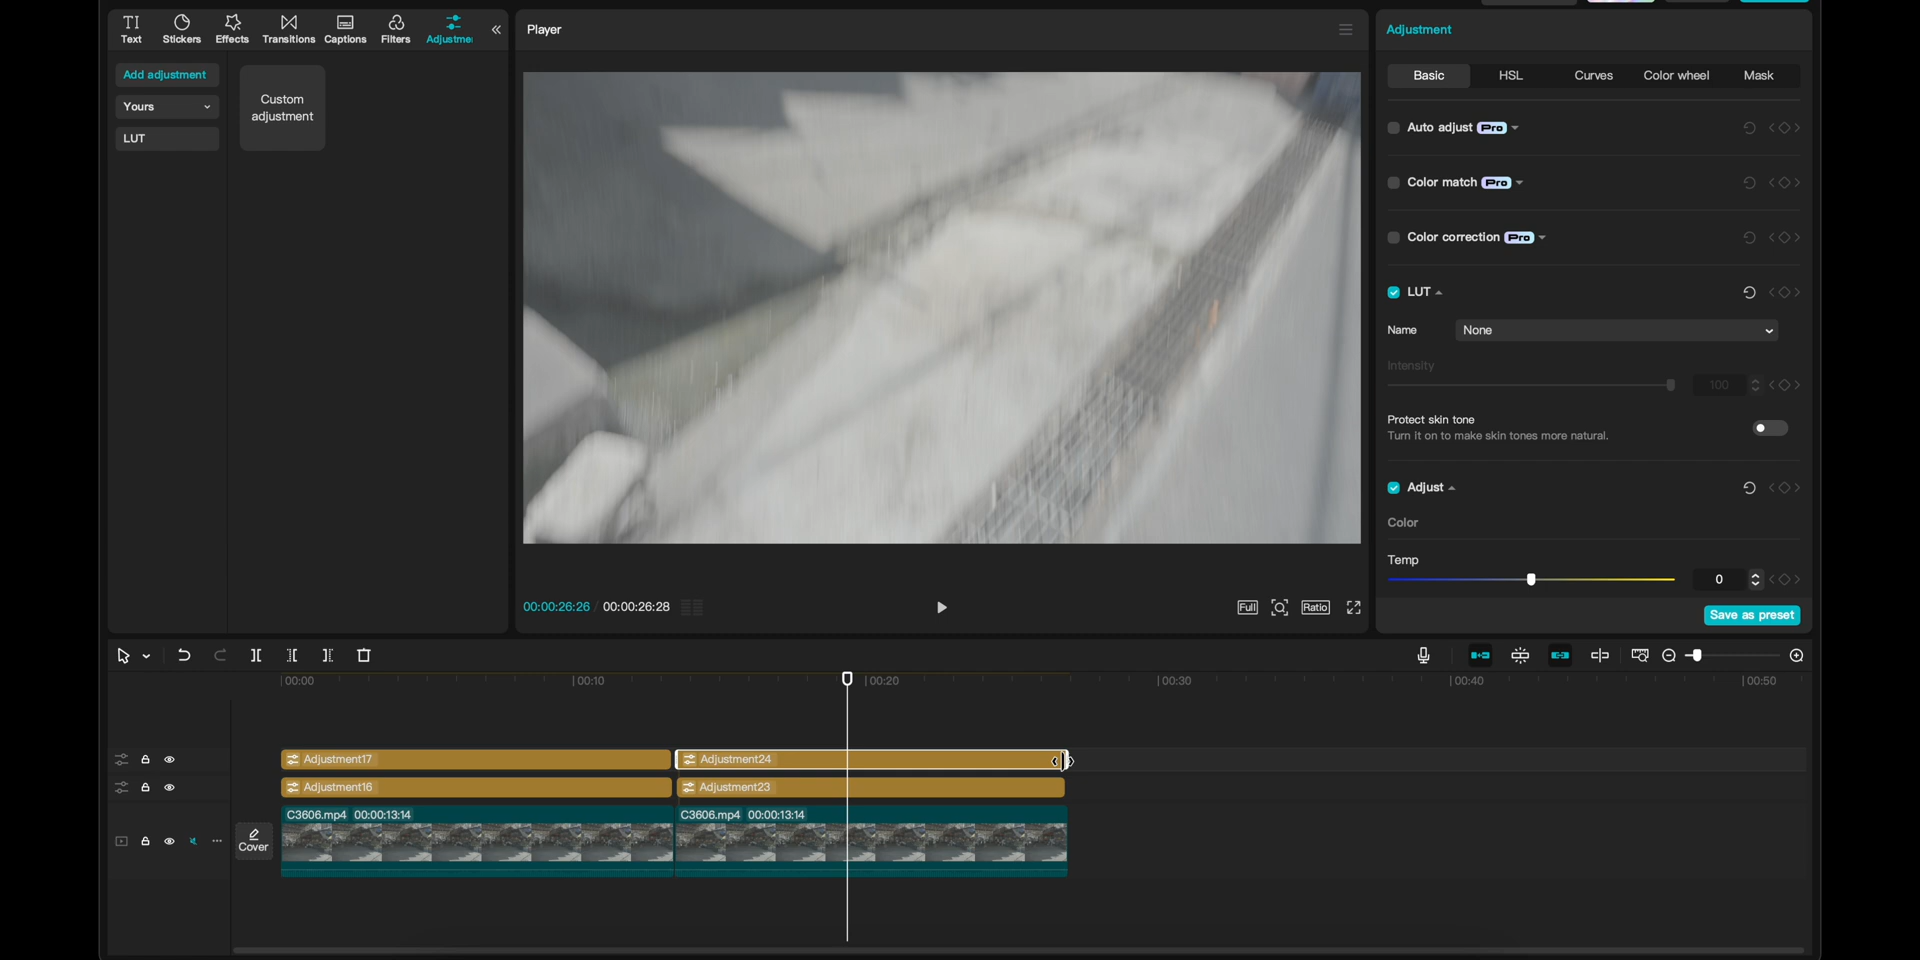 Text
Stickers
Effects
Transitions
Captions
Filters
Adjustme
Add adjustment
Yours
LUT
Custom
adjustment
Player
00:00:26:26 / 00:00:26:28
Full
Ratio
Adjustment
Basic
HSL
Curves
Color wheel
Mask
Auto adjust Pro
Color match Pro
Color correction Pro
LUT
Name
None
Intensity
100
Protect skin tone
Turn it on to make skin tones more natural.
Adjust
Color
Temp
0
Save as preset
00:00
00:10
00:20
00:30
00:40
00:50
Adjustment17
Adjustment24
Adjustment16
Adjustment23
Cover
C3606.mp4 00:00:13:14
C3606.mp4 00:00:13:14